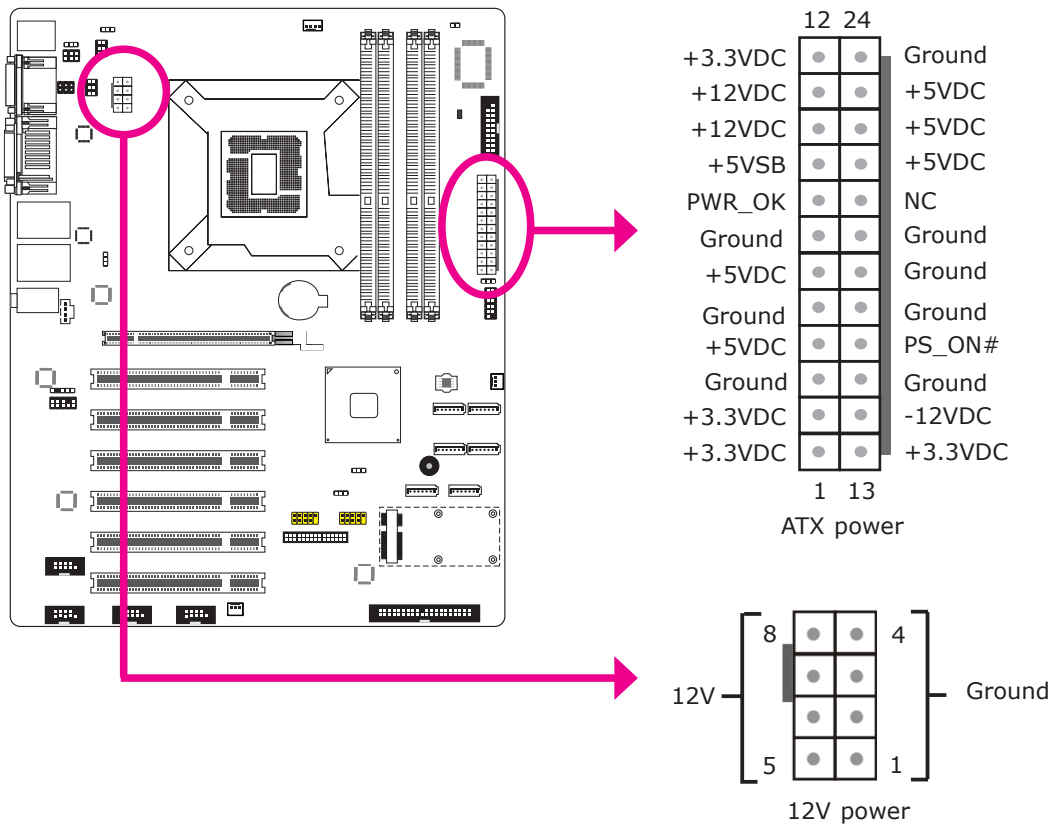 12 24
+3.3VDC Ground
+12VDC +5VDC
+12VDC +5VDC
+5VSB +5VDC
PWR_OK NC
Ground Ground
+5VDC Ground
Ground Ground
+5VDC PS_ON#
Ground Ground
+3.3VDC -12VDC
+3.3VDC +3.3VDC
1 13
ATX power
8 4
12V Ground
5 1
12V power